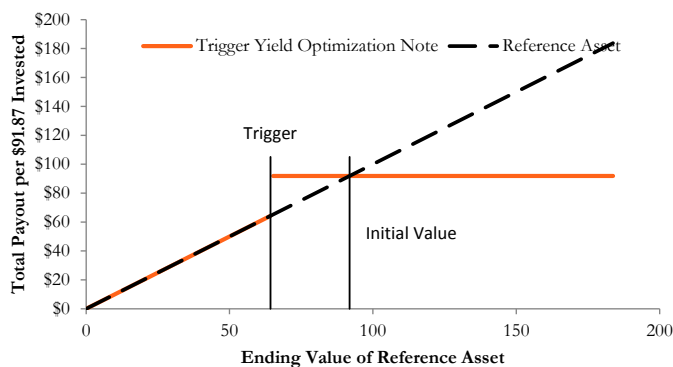 Total Payout per $91.87 Invested
$200
$180
$160
$140
$120
$100
$80
$60
$40
$20
$0
Trigger Yield Optimization Note
Reference Asset
Trigger
Initial Value
0
50
100
150
200
Ending Value of Reference Asset